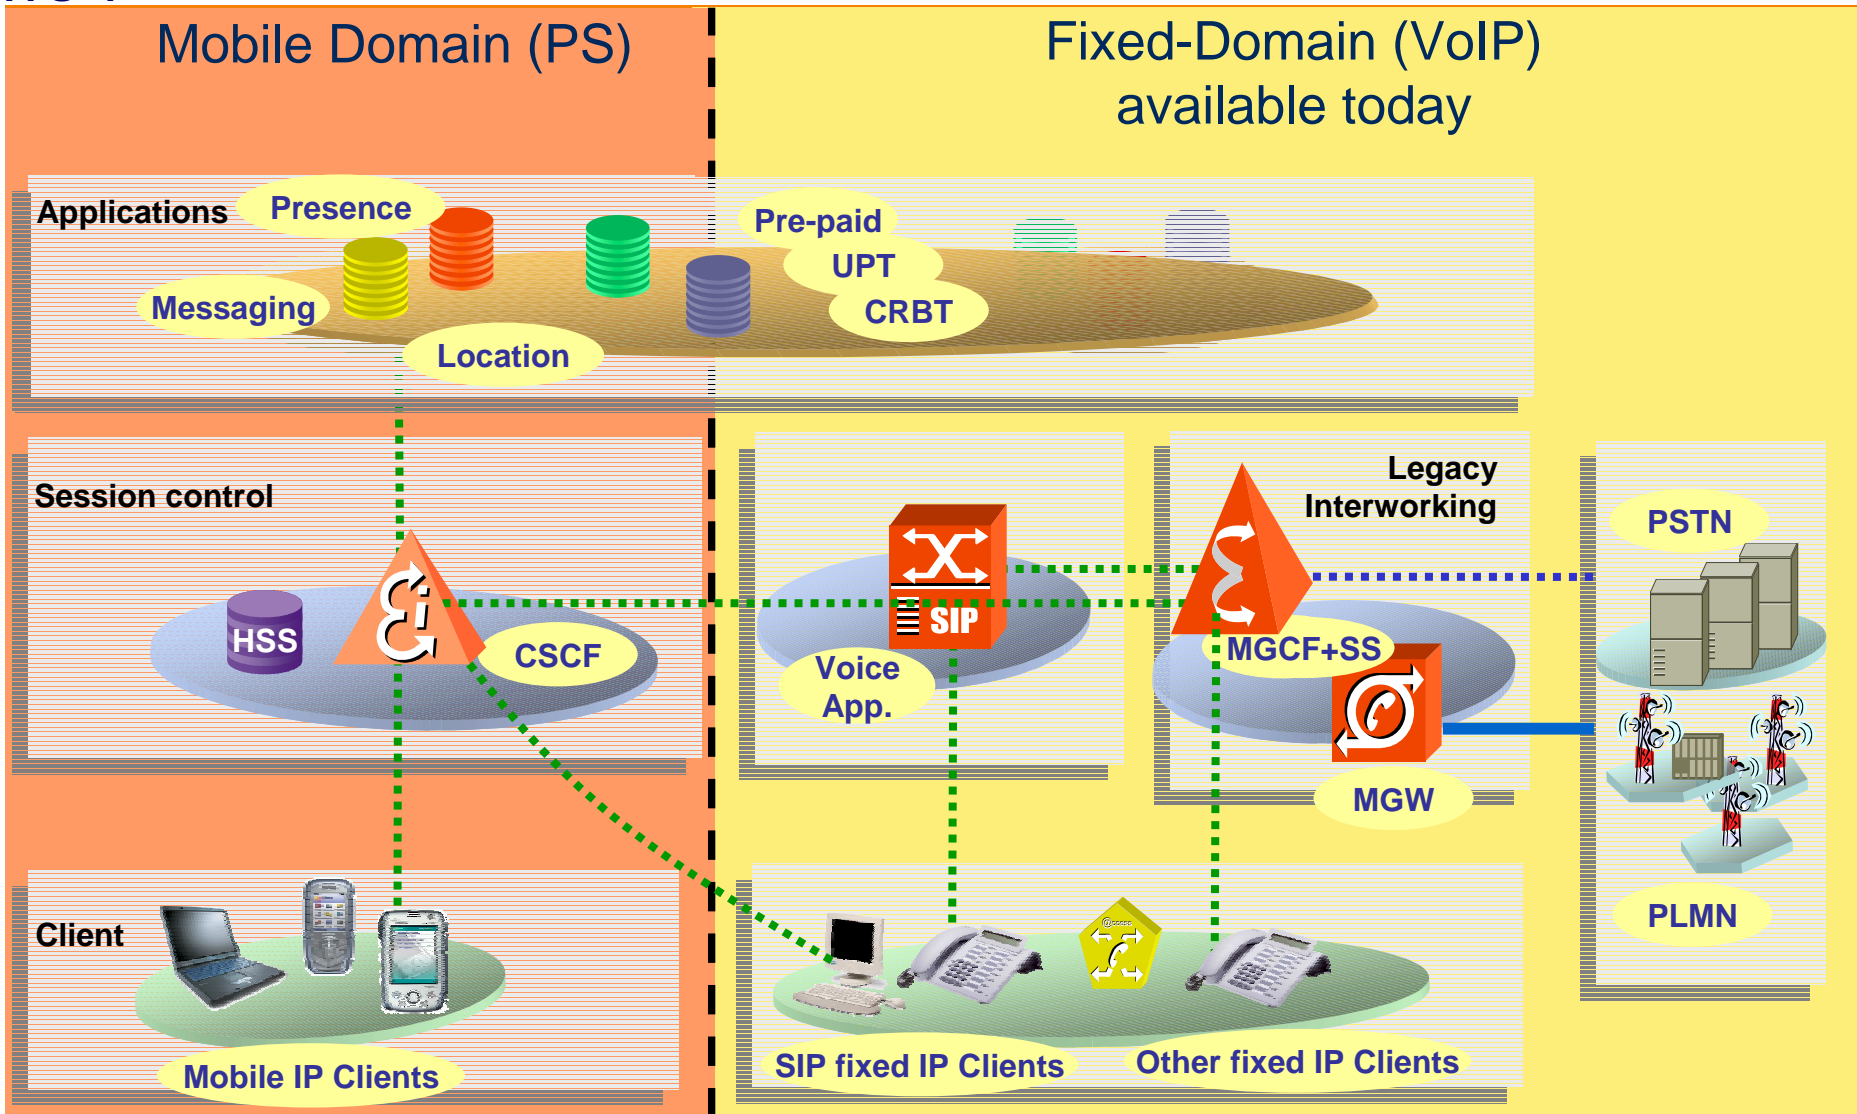 Mobile Domain (PS)
Fixed-Domain (VoIP)
available today
Applications
Presence
Messaging
Location
Pre-paid
UPT
CRBT
Session control
HSS
CSCF
SIP
Voice
App.
Legacy
Interworking
MGCF+SS
MGW
PSTN
PLMN
Client
Mobile IP Clients
SIP fixed IP Clients
Other fixed IP Clients